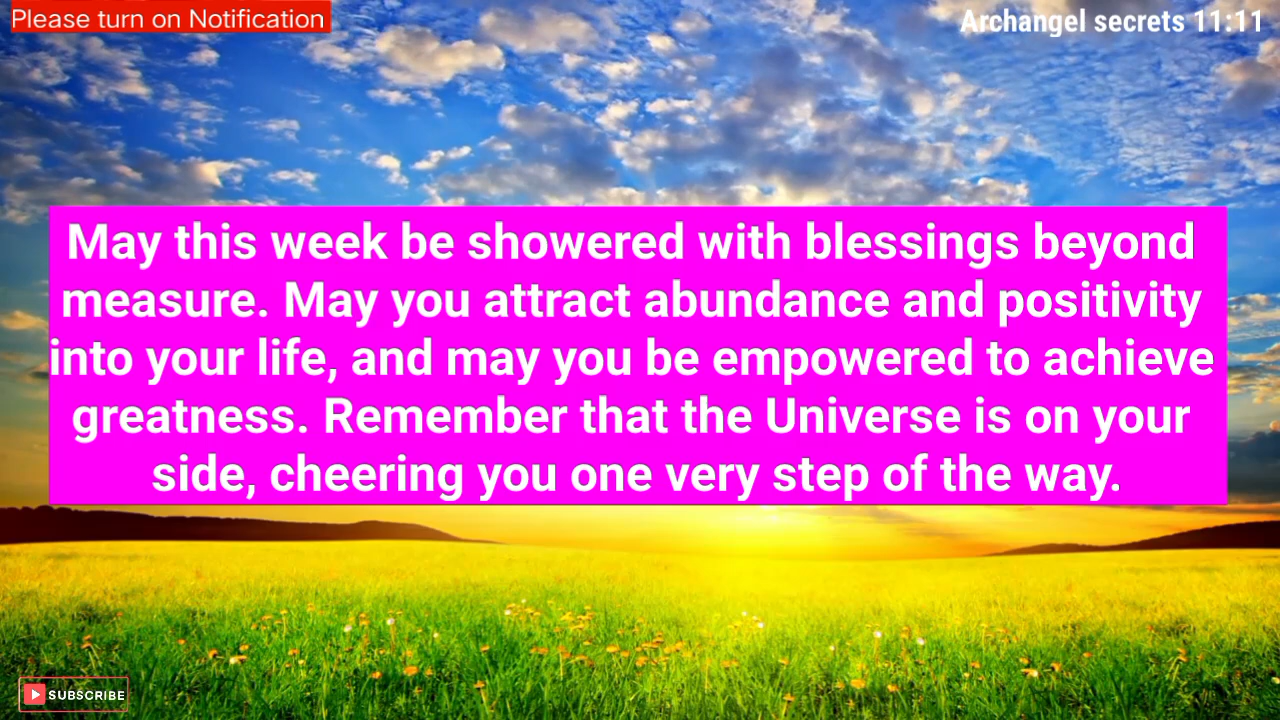 Please turn on Notification
Archangel secrets 11:11
May this week be showered with blessings beyond
measure. May you attract abundance and positivity
into your life, and may you be empowered to achieve
greatness. Remember that the Universe is on your
side, cheering you one very step of the way.
SUBSCRIBE